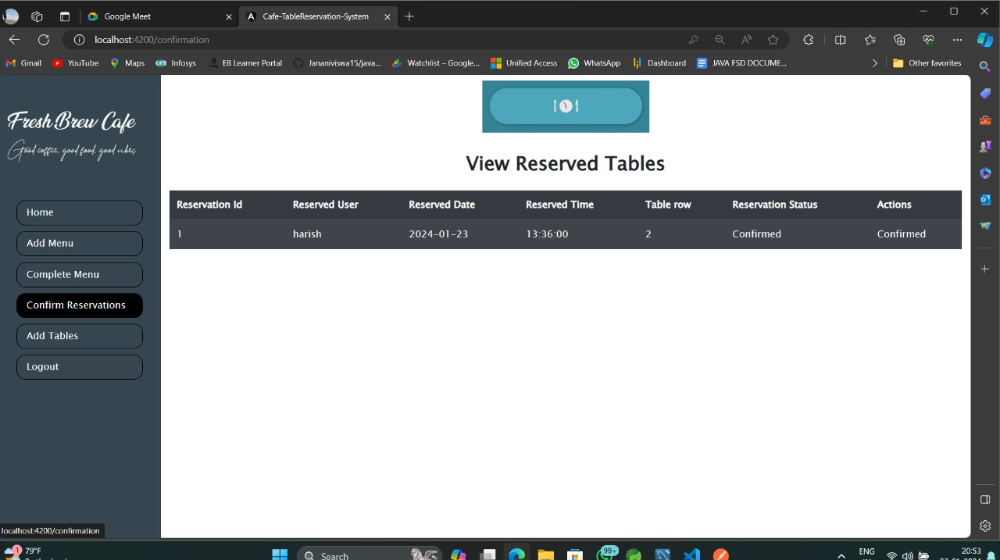 Google Meet
Cafe-TableReservation-System
localhost:4200/confirmation
Gmail YouTube Maps Infosys EB Learner Portal Jananiviswa15/java... Watchlist – Google... Unified Access WhatsApp Dashboard JAVA FSD DOCUME... Other favorites
Fresh Brew Cafe
Good coffee, good food, good vibes
Home
Add Menu
Complete Menu
Confirm Reservations
Add Tables
Logout
View Reserved Tables
Reservation Id Reserved User Reserved Date Reserved Time Table row Reservation Status Actions
1 harish 2024-01-23 13:36:00 2 Confirmed Confirmed
localhost:4200/confirmation
1 79°F
Search
99+
ENG
20:53